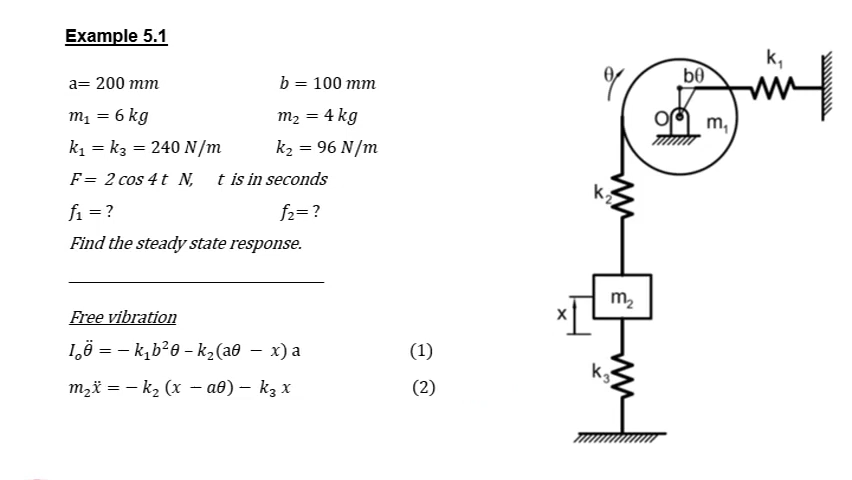 Example 5.1
a= 200 mm b = 100 mm
m₁ = 6 kg m₂ = 4 kg
k₁ = k₃ = 240 N/m k₂ = 96 N/m
F= 2 cos 4t N, t is in seconds
f₁ =? f₂=?
Find the steady state response.
Free vibration
Iₒθ̈ = – k₁b²θ – k₂(aθ – x) a (1)
m₂ẍ = – k₂ (x – aθ) – k₃ x (2)
θ
bθ
k₁
O
m₁
k₂
m₂
x
k₃